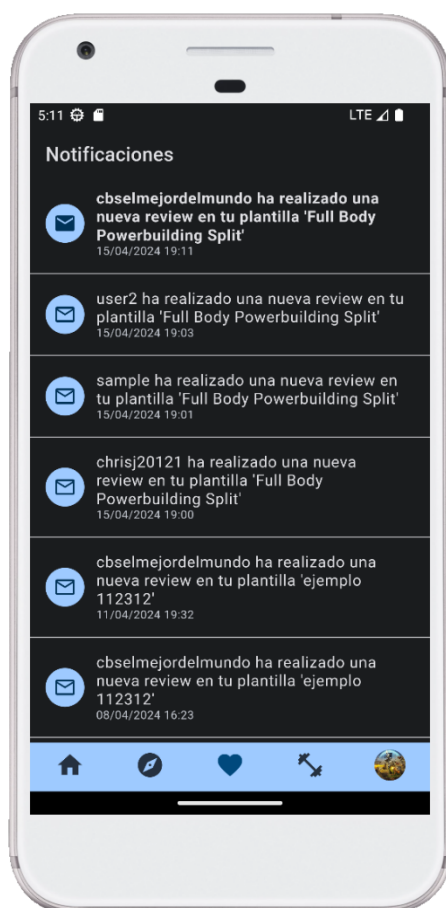 5:11
LTE
Notificaciones
cbselmejordelmundo ha realizado una
nueva review en tu plantilla 'Full Body
Powerbuilding Split'
15/04/2024 19:11
user2 ha realizado una nueva review en tu
plantilla 'Full Body Powerbuilding Split'
15/04/2024 19:03
sample ha realizado una nueva review en
tu plantilla 'Full Body Powerbuilding Split'
15/04/2024 19:01
chrisj20121 ha realizado una nueva
review en tu plantilla 'Full Body
Powerbuilding Split'
15/04/2024 19:00
cbselmejordelmundo ha realizado una
nueva review en tu plantilla 'ejemplo
112312'
11/04/2024 19:32
cbselmejordelmundo ha realizado una
nueva review en tu plantilla 'ejemplo
112312'
08/04/2024 16:23